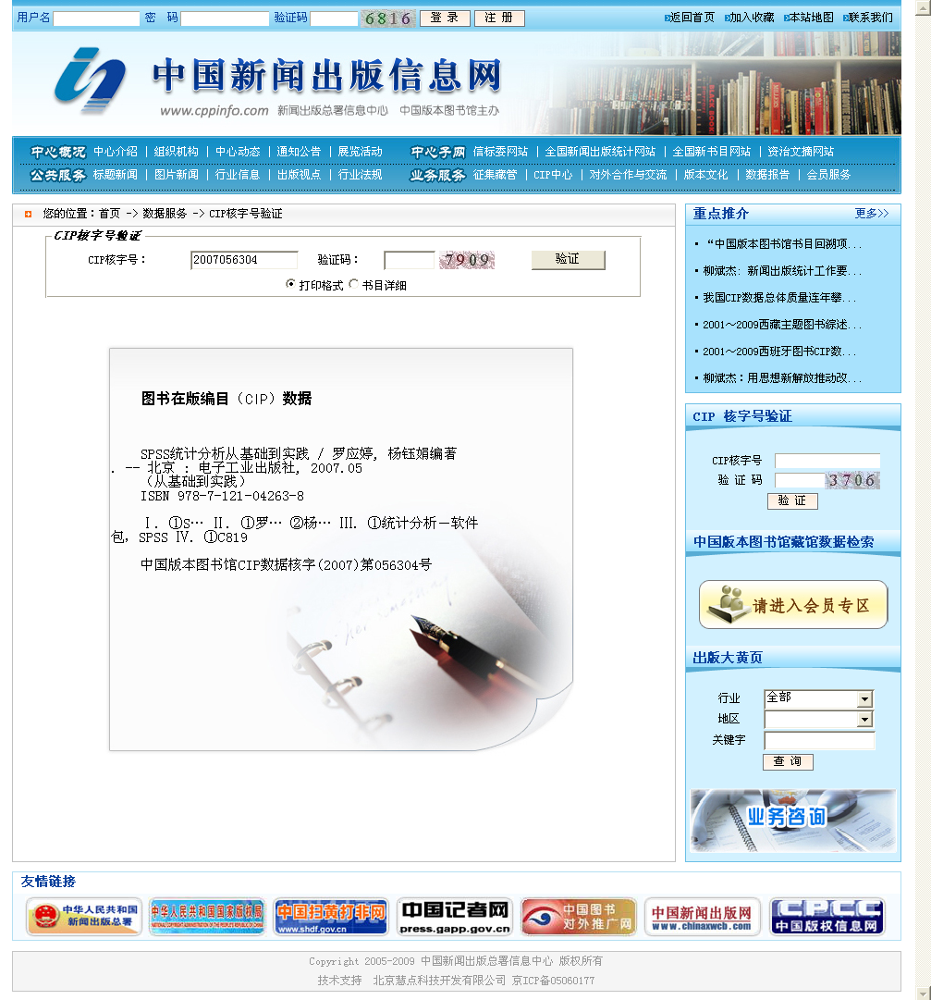 用户名 密 码 验证码 6816 登 录 注 册 返回首页 加入收藏 本站地图 联系我们
中国新闻出版信息网
www.cppinfo.com 新闻出版总署信息中心 中国版本图书馆主办
中心概况 中心介绍 | 组织机构 | 中心动态 | 通知公告 | 展览活动 中心子网 信标委网站 | 全国新闻出版统计网站 | 全国新书目网站 | 资治文摘网站
公共服务 标题新闻 | 图片新闻 | 行业信息 | 出版视点 | 行业法规 业务服务 征集藏管 | CIP中心 | 对外合作与交流 | 版本文化 | 数据报告 | 会员服务
您的位置：首页 -> 数据服务 -> CIP核字号验证
CIP核字号验证
CIP核字号： 2007056304 验证码： 7909 验证
打印格式 书目详细
图书在版编目（CIP）数据
SPSS统计分析从基础到实践 / 罗应婷, 杨钰娟编著
. -- 北京 : 电子工业出版社, 2007.05
（从基础到实践）
ISBN 978-7-121-04263-8
Ⅰ. ①S… Ⅱ. ①罗… ②杨… Ⅲ. ①统计分析－软件
包, SPSS Ⅳ. ①C819
中国版本图书馆CIP数据核字(2007)第056304号
重点推介 更多>>
·“中国版本图书馆书目回溯项...
·柳斌杰: 新闻出版统计工作要...
·我国CIP数据总体质量连年攀...
·2001～2009西藏主题图书综述...
·2001～2009西班牙图书CIP数...
·柳斌杰：用思想新解放推动改...
CIP 核字号验证
CIP核字号
验 证 码 3706
验 证
中国版本图书馆藏馆数据检索
请进入会员专区
出版大黄页
行业 全部
地区
关键字
查 询
业务咨询
友情链接
中华人民共和国
新闻出版总署
中华人民共和国国家版权局
NATIONAL COPYRIGHT ADMINISTRATION OF THE PEOPLE'S REPUBLIC OF CHINA
中国扫黄打非网
www.shdf.gov.cn
中国记者网
press.gapp.gov.cn
中国图书
对外推广网
中国新闻出版网
www.chinaxwcb.com
CPCC
中国版权信息网
Copyright 2005-2009 中国新闻出版总署信息中心 版权所有
技术支持 北京慧点科技开发有限公司 京ICP备05060177